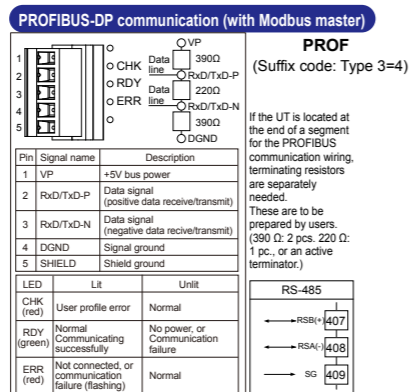 PROFIBUS-DP communication (with Modbus master)
PROF
(Suffix code: Type 3=4)
1
2
3
4
5
CHK
RDY
ERR
VP
390Ω
Data line
RxD/TxD-P
220Ω
Data line
RxD/TxD-N
390Ω
DGND
If the UT is located at
the end of a segment
for the PROFIBUS
communication wiring,
terminating resistors
are separately
needed.
These are to be
prepared by users.
(390 Ω: 2 pcs. 220 Ω:
1 pc., or an active
terminator.)
Pin Signal name Description
1 VP +5V bus power
2 RxD/TxD-P Data signal
(positive data receive/transmit)
3 RxD/TxD-N Data signal
(negative data recive/transmit)
4 DGND Signal ground
5 SHIELD Shield ground
LED Lit Unlit
CHK
(red) User profile error Normal
RDY
(green) Normal
Communicating
successfully No power, or
Communication
failure
ERR
(red) Not connected, or
communication
failure (flashing) Normal
RS-485
RSB(+) 407
RSA(-) 408
SG 409